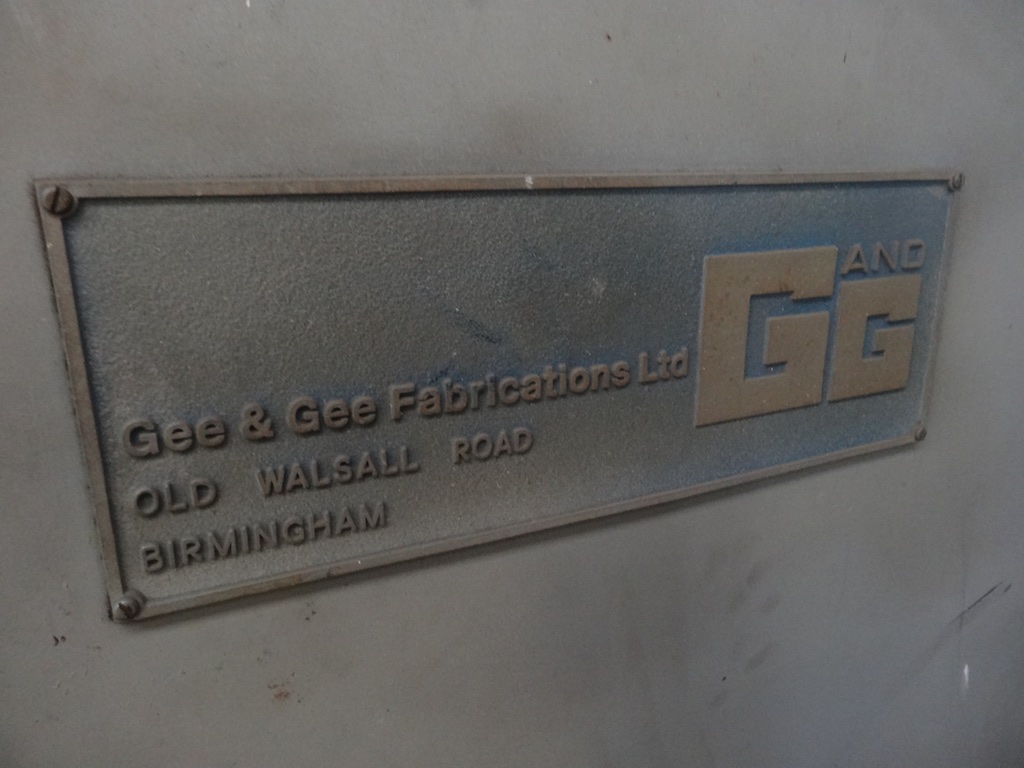 Gee & Gee Fabrications Ltd
OLD WALSALL ROAD
BIRMINGHAM
G AND G